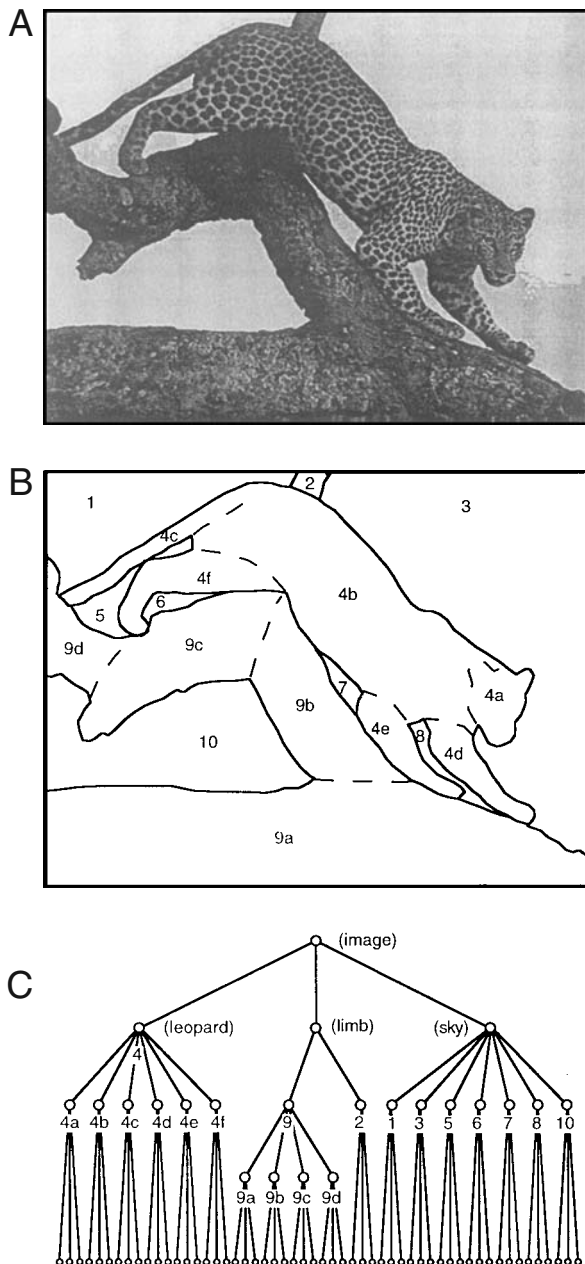 A
B
1
2
3
4c
4f
4b
5
6
9d
9c
4a
7
9b
4e
8
4d
10
9a
C
(image)
(leopard) (limb) (sky)
4
4a 4b 4c 4d 4e 4f 9 2 1 3 5 6 7 8 10
9a 9b 9c 9d